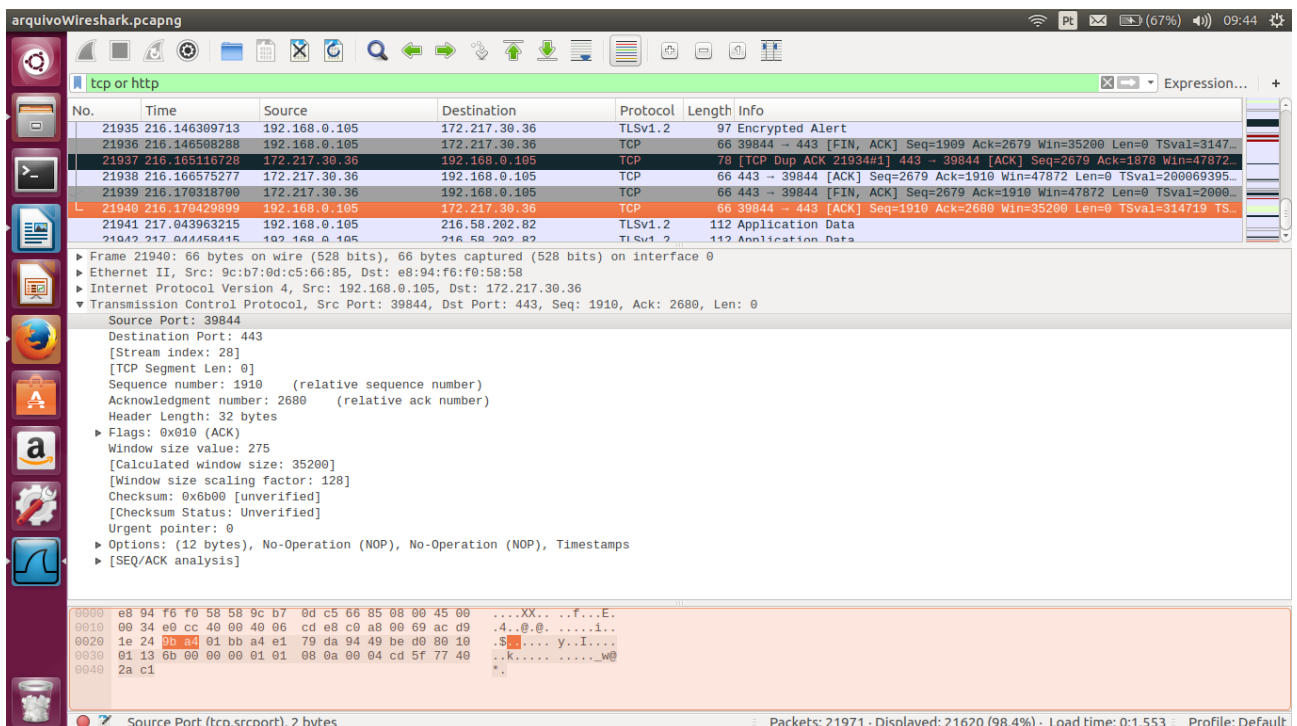 arquivoWireshark.pcapng Pt (67%) 09:44
tcp or http Expression… +
No. Time Source Destination Protocol Length Info
21935 216.146309713 192.168.0.105 172.217.30.36 TLSv1.2 97 Encrypted Alert
21936 216.146508288 192.168.0.105 172.217.30.36 TCP 66 39844 → 443 [FIN, ACK] Seq=1909 Ack=2679 Win=35200 Len=0 TSval=3147…
21937 216.165116728 172.217.30.36 192.168.0.105 TCP 78 [TCP Dup ACK 21934#1] 443 → 39844 [ACK] Seq=2679 Ack=1878 Win=47872…
21938 216.166575277 172.217.30.36 192.168.0.105 TCP 66 443 → 39844 [ACK] Seq=2679 Ack=1910 Win=47872 Len=0 TSval=200069395…
21939 216.170318700 172.217.30.36 192.168.0.105 TCP 66 443 → 39844 [FIN, ACK] Seq=2679 Ack=1910 Win=47872 Len=0 TSval=2000…
21940 216.170429899 192.168.0.105 172.217.30.36 TCP 66 39844 → 443 [ACK] Seq=1910 Ack=2680 Win=35200 Len=0 TSval=314719 TS…
21941 217.043963215 192.168.0.105 216.58.202.82 TLSv1.2 112 Application Data
21942 217.044458415 192.168.0.105 216.58.202.82 TLSv1.2 112 Application Data
Frame 21940: 66 bytes on wire (528 bits), 66 bytes captured (528 bits) on interface 0
Ethernet II, Src: 9c:b7:0d:c5:66:85, Dst: e8:94:f6:f0:58:58
Internet Protocol Version 4, Src: 192.168.0.105, Dst: 172.217.30.36
Transmission Control Protocol, Src Port: 39844, Dst Port: 443, Seq: 1910, Ack: 2680, Len: 0
Source Port: 39844
Destination Port: 443
[Stream index: 28]
[TCP Segment Len: 0]
Sequence number: 1910 (relative sequence number)
Acknowledgment number: 2680 (relative ack number)
Header Length: 32 bytes
Flags: 0x010 (ACK)
Window size value: 275
[Calculated window size: 35200]
[Window size scaling factor: 128]
Checksum: 0x6b00 [unverified]
[Checksum Status: Unverified]
Urgent pointer: 0
Options: (12 bytes), No-Operation (NOP), No-Operation (NOP), Timestamps
[SEQ/ACK analysis]
0000 e8 94 f6 f0 58 58 9c b7 0d c5 66 85 08 00 45 00 ....XX.. ..f...E.
0010 00 34 e0 cc 40 00 40 06 cd e8 c0 a8 00 69 ac d9 .4..@.@. .....i..
0020 1e 24 9b a4 01 bb a4 e1 79 da 94 49 be d0 80 10 .$...... y..I....
0030 01 13 6b 00 00 00 01 01 08 0a 00 04 cd 5f 77 40 ..k..... ....._w@
0040 2a c1 *.
Source Port (tcp.srcport), 2 bytes Packets: 21971 · Displayed: 21620 (98.4%) · Load time: 0:1.553 Profile: Default